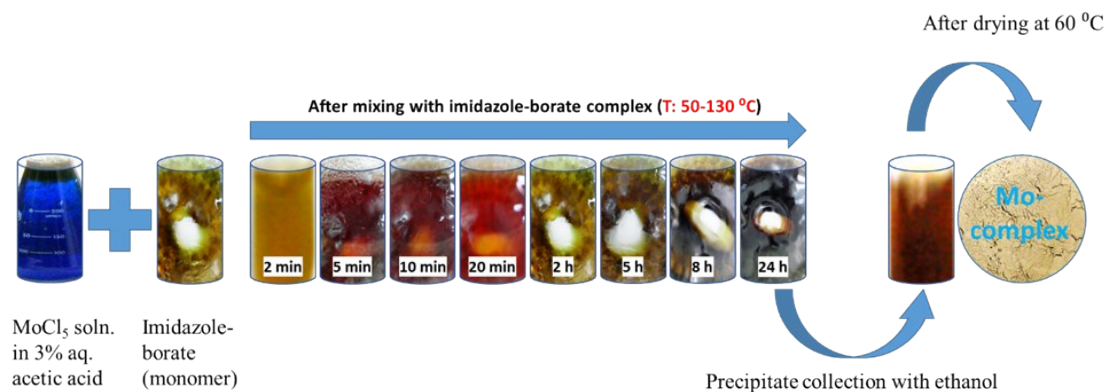 After drying at 60 ⁰C
After mixing with imidazole-borate complex (T: 50-130 ⁰C)
2 min
5 min
10 min
20 min
2 h
5 h
8 h
24 h
Mo-
complex
MoCl₅ soln.
in 3% aq.
acetic acid
Imidazole-
borate
(monomer)
Precipitate collection with ethanol